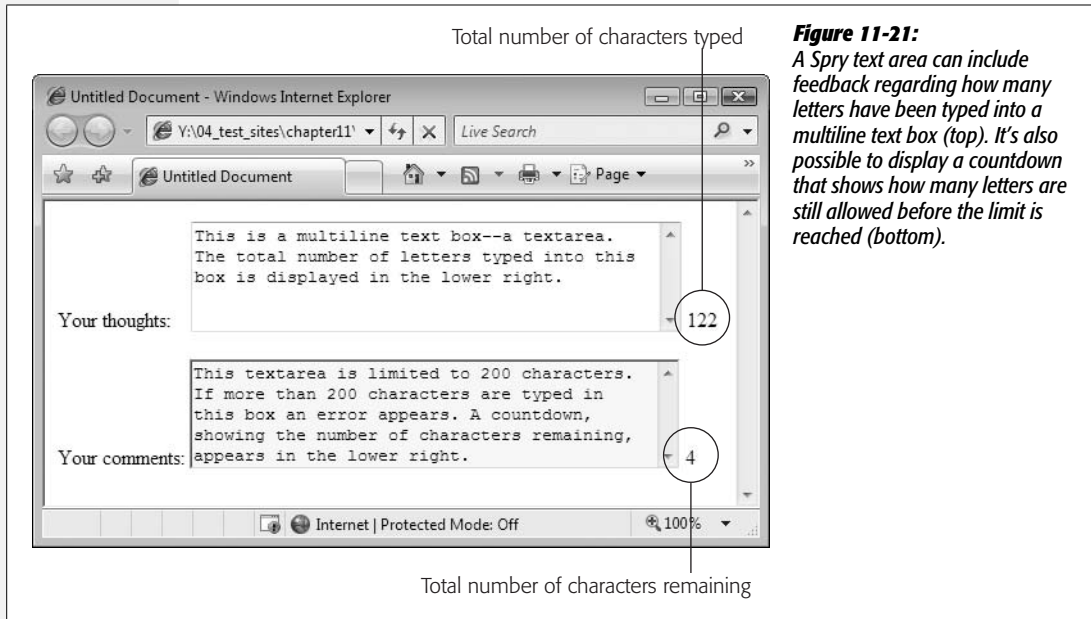 Total number of characters typed
Untitled Document - Windows Internet Explorer
Y:\04_test_sites\chapter11\
Live Search
Untitled Document
Page
This is a multiline text box--a textarea.
The total number of letters typed into this
box is displayed in the lower right.
Your thoughts:
122
This textarea is limited to 200 characters.
If more than 200 characters are typed in
this box an error appears. A countdown,
showing the number of characters remaining,
appears in the lower right.
Your comments:
4
Internet | Protected Mode: Off
100%
Total number of characters remaining
Figure 11-21:
A Spry text area can include
feedback regarding how many
letters have been typed into a
multiline text box (top). It's also
possible to display a countdown
that shows how many letters are
still allowed before the limit is
reached (bottom).